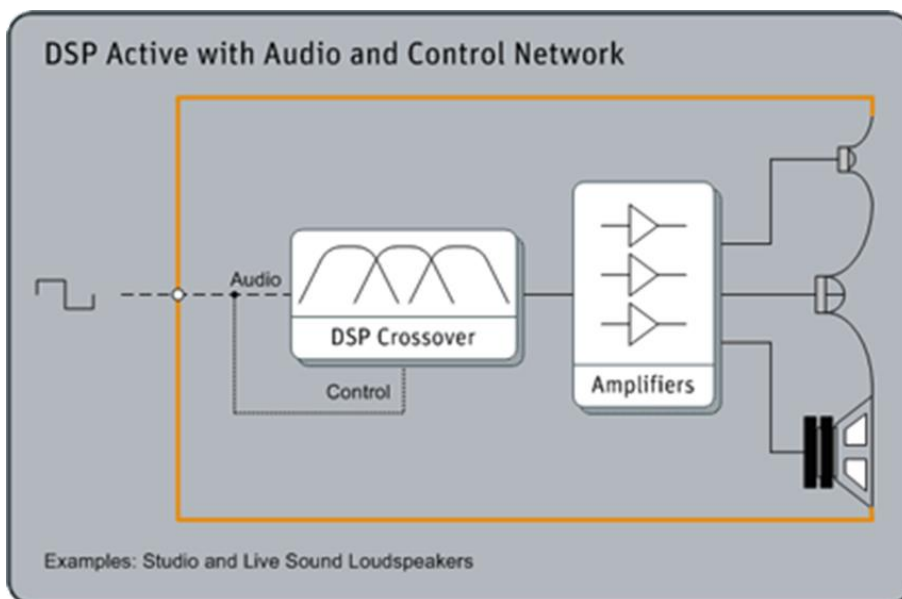 DSP Active with Audio and Control Network
Audio
DSP Crossover
Control
Amplifiers
Examples: Studio and Live Sound Loudspeakers